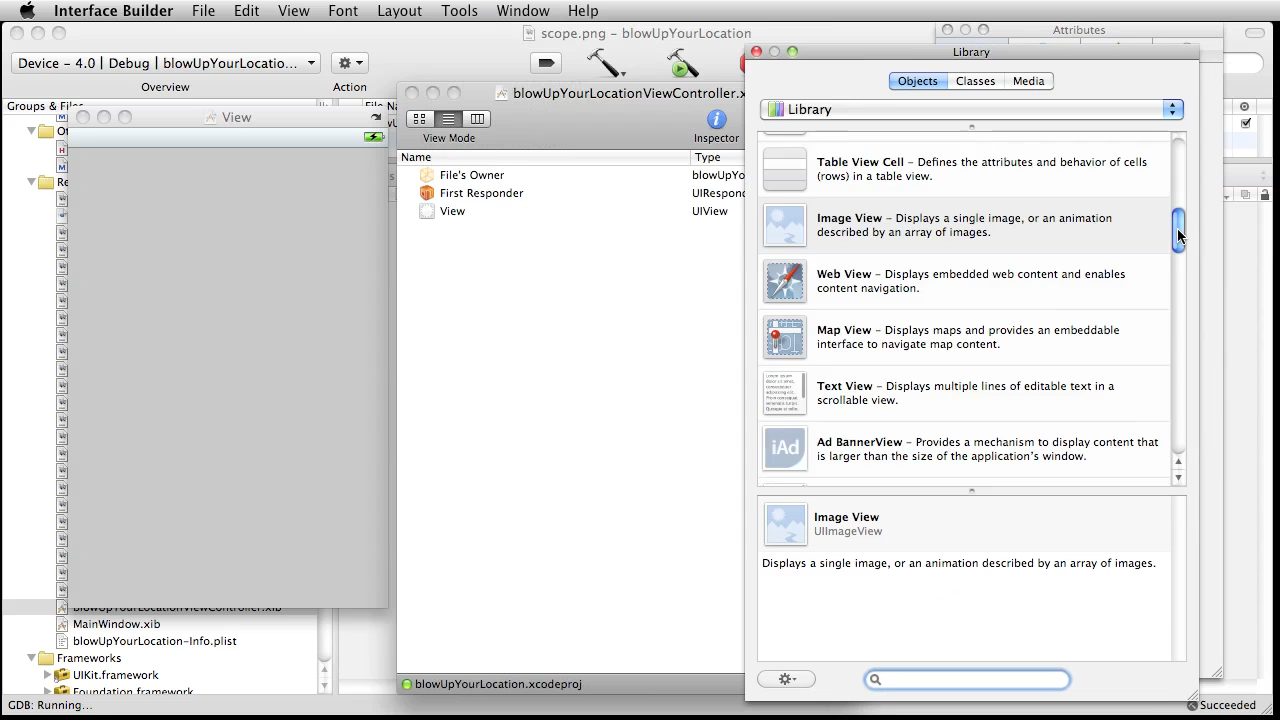 Interface Builder File Edit View Font Layout Tools Window Help
scope.png – blowUpYourLocation
Attributes
Device – 4.0 | Debug | blowUpYourLocatio...
Overview
Action
Library
Objects Classes Media
Library
Groups & Files
View
blowUpYourLocationViewController.x
View Mode
Inspector
Name Type
File's Owner blowUpYo
First Responder UIRespond
View UIView
Table View Cell – Defines the attributes and behavior of cells
(rows) in a table view.
Image View – Displays a single image, or an animation
described by an array of images.
Web View – Displays embedded web content and enables
content navigation.
Map View – Displays maps and provides an embeddable
interface to navigate map content.
Text View – Displays multiple lines of editable text in a
scrollable view.
iAd
Ad BannerView – Provides a mechanism to display content that
is larger than the size of the application's window.
Image View
UIImageView
Displays a single image, or an animation described by an array of images.
blowUpYourLocationViewController.xib
MainWindow.xib
blowUpYourLocation-Info.plist
Frameworks
UIKit.framework
Foundation.framework
blowUpYourLocation.xcodeproj
GDB: Running...
Succeeded